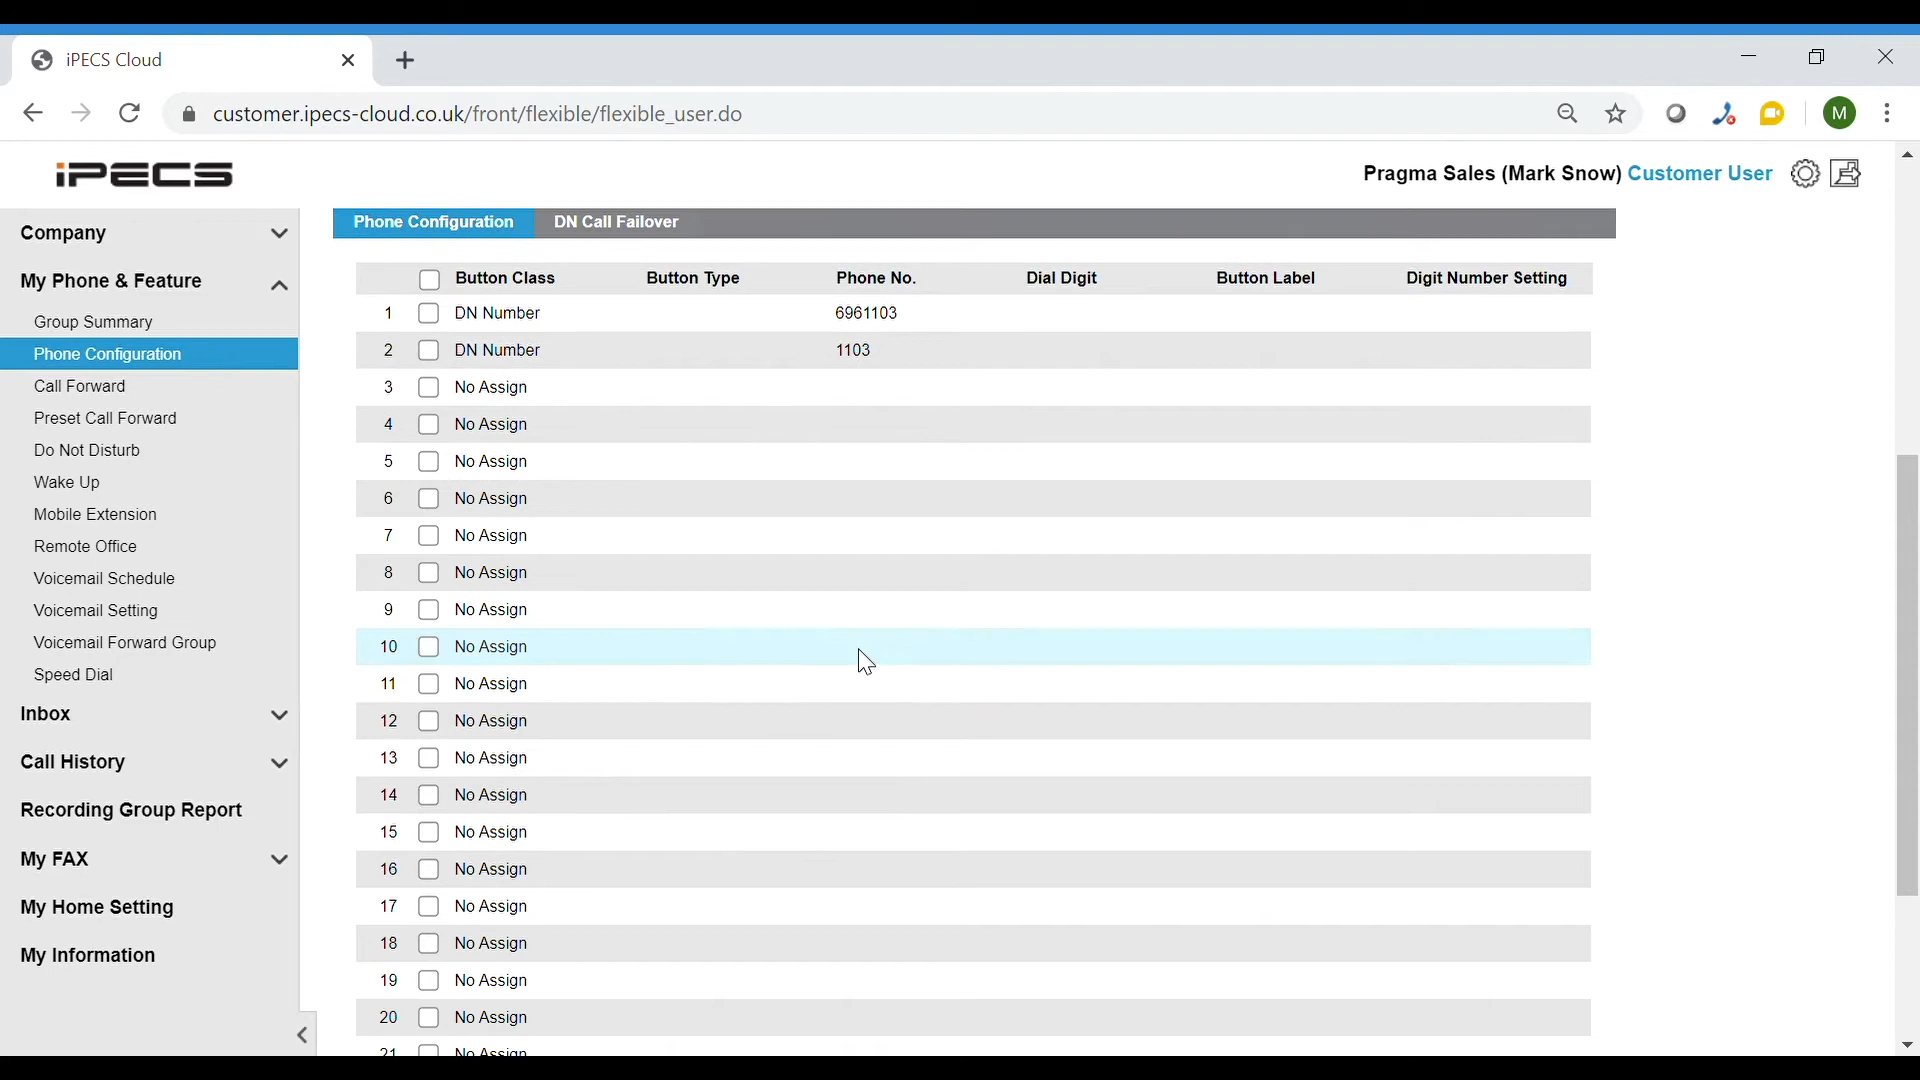 iPECS Cloud
customer.ipecs-cloud.co.uk/front/flexible/flexible_user.do
M
iPECS
Pragma Sales (Mark Snow) Customer User
Company
My Phone & Feature
Group Summary
Phone Configuration
Call Forward
Preset Call Forward
Do Not Disturb
Wake Up
Mobile Extension
Remote Office
Voicemail Schedule
Voicemail Setting
Voicemail Forward Group
Speed Dial
Inbox
Call History
Recording Group Report
My FAX
My Home Setting
My Information
Phone Configuration DN Call Failover
Button Class Button Type Phone No. Dial Digit Button Label Digit Number Setting
1 DN Number 6961103
2 DN Number 1103
3 No Assign
4 No Assign
5 No Assign
6 No Assign
7 No Assign
8 No Assign
9 No Assign
10 No Assign
11 No Assign
12 No Assign
13 No Assign
14 No Assign
15 No Assign
16 No Assign
17 No Assign
18 No Assign
19 No Assign
20 No Assign
21 No Assign